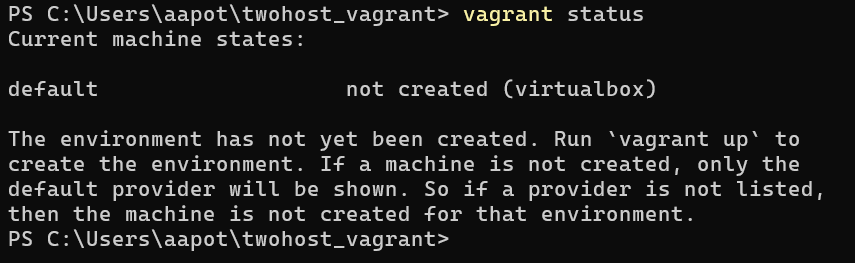 PS C:\Users\aapot\twohost_vagrant> vagrant status
Current machine states:
default                   not created (virtualbox)
The environment has not yet been created. Run `vagrant up` to
create the environment. If a machine is not created, only the
default provider will be shown. So if a provider is not listed,
then the machine is not created for that environment.
PS C:\Users\aapot\twohost_vagrant>